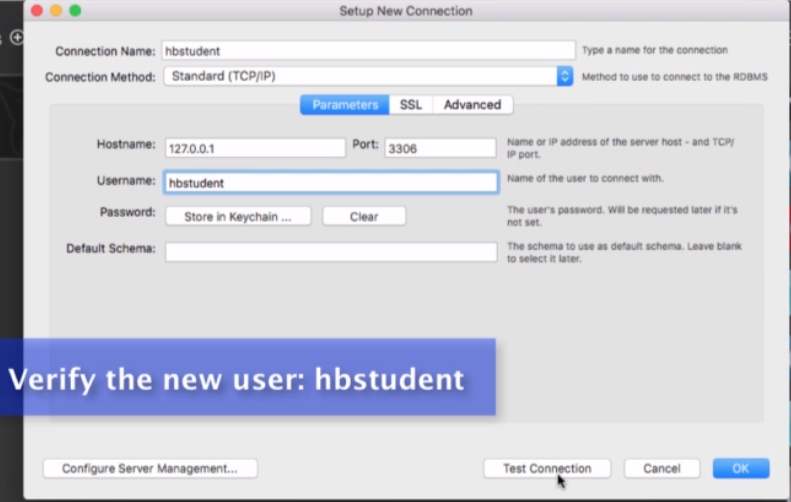 Setup New Connection
Connection Name: hbstudent Type a name for the connection
Connection Method: Standard (TCP/IP) Method to use to connect to the RDBMS
Parameters SSL Advanced
Hostname: 127.0.0.1 Port: 3306 Name or IP address of the server host - and TCP/
IP port.
Username: hbstudent Name of the user to connect with.
Password: Store in Keychain ... Clear The user's password. Will be requested later if it's
not set.
Default Schema: The schema to use as default schema. Leave blank
to select it later.
Verify the new user: hbstudent
Configure Server Management... Test Connection Cancel OK